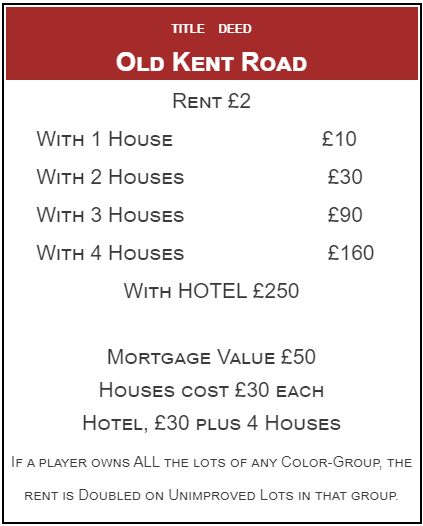 TITLE DEED
Old Kent Road
Rent £2
With 1 House £10
With 2 Houses £30
With 3 Houses £90
With 4 Houses £160
With HOTEL £250
Mortgage Value £50
Houses cost £30 each
Hotel, £30 plus 4 Houses
If a player owns ALL the lots of any Color-Group, the
rent is Doubled on Unimproved Lots in that group.